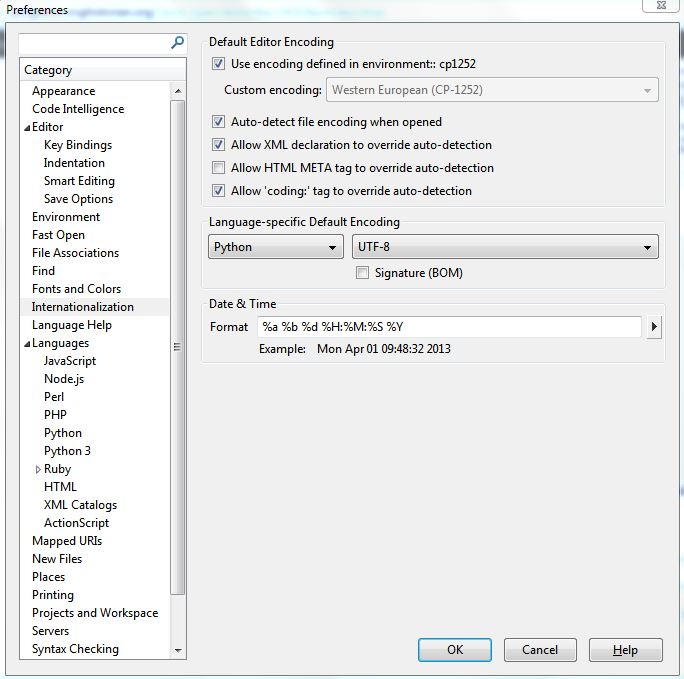 Preferences
Category
Appearance
Code Intelligence
Editor
Key Bindings
Indentation
Smart Editing
Save Options
Environment
Fast Open
File Associations
Find
Fonts and Colors
Internationalization
Language Help
Languages
JavaScript
Node.js
Perl
PHP
Python
Python 3
Ruby
HTML
XML Catalogs
ActionScript
Mapped URIs
New Files
Places
Printing
Projects and Workspace
Servers
Syntax Checking
Default Editor Encoding
Use encoding defined in environment:: cp1252
Custom encoding: Western European (CP-1252)
Auto-detect file encoding when opened
Allow XML declaration to override auto-detection
Allow HTML META tag to override auto-detection
Allow 'coding:' tag to override auto-detection
Language-specific Default Encoding
Python UTF-8
Signature (BOM)
Date & Time
Format %a %b %d %H:%M:%S %Y
Example: Mon Apr 01 09:48:32 2013
OK Cancel Help